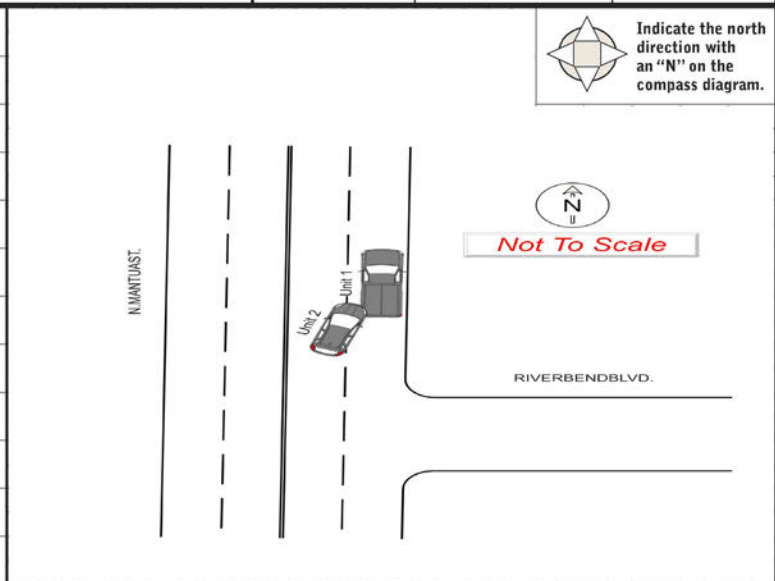 Indicate the north
direction with
an “N” on the
compass diagram.
N
Not To Scale
N.MANTUAST.
Unit 1
Unit 2
RIVERBENDBLVD.